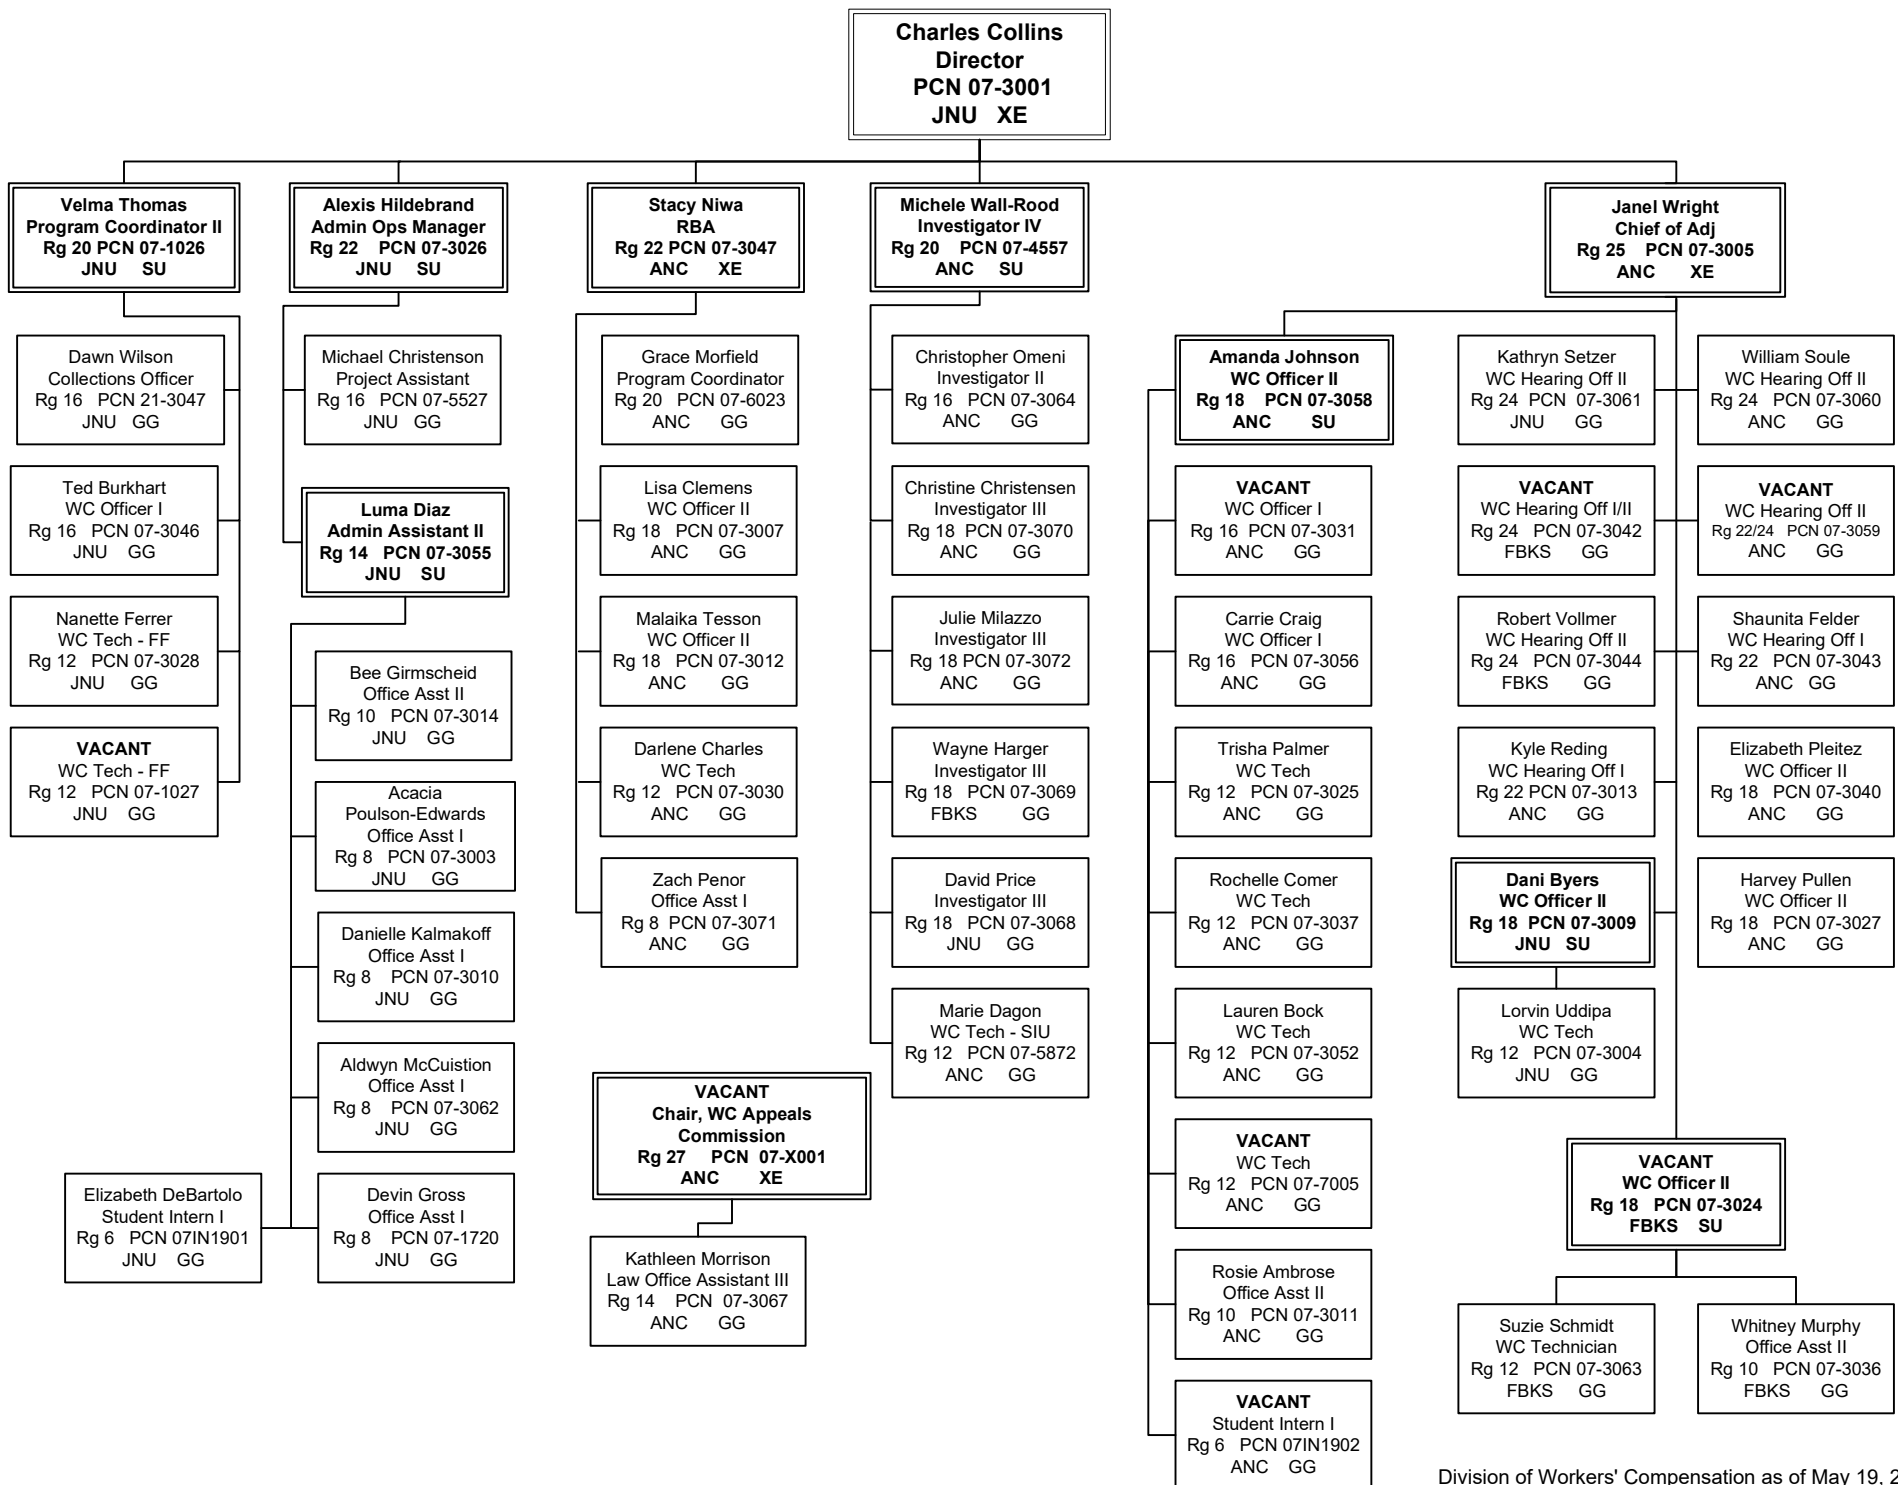 Charles Collins
Director
PCN 07-3001
JNU XE
Velma Thomas
Program Coordinator II
Rg 20 PCN 07-1026
JNU SU
Alexis Hildebrand
Admin Ops Manager
Rg 22 PCN 07-3026
JNU SU
Stacy Niwa
RBA
Rg 22 PCN 07-3047
ANC XE
Michele Wall-Rood
Investigator IV
Rg 20 PCN 07-4557
ANC SU
Janel Wright
Chief of Adj
Rg 25 PCN 07-3005
ANC XE
Dawn Wilson
Collections Officer
Rg 16 PCN 21-3047
JNU GG
Ted Burkhart
WC Officer I
Rg 16 PCN 07-3046
JNU GG
Nanette Ferrer
WC Tech - FF
Rg 12 PCN 07-3028
JNU GG
VACANT
WC Tech - FF
Rg 12 PCN 07-1027
JNU GG
Michael Christenson
Project Assistant
Rg 16 PCN 07-5527
JNU GG
Luma Diaz
Admin Assistant II
Rg 14 PCN 07-3055
JNU SU
Bee Girmscheid
Office Asst II
Rg 10 PCN 07-3014
JNU GG
Acacia
Poulson-Edwards
Office Asst I
Rg 8 PCN 07-3003
JNU GG
Danielle Kalmakoff
Office Asst I
Rg 8 PCN 07-3010
JNU GG
Aldwyn McCuistion
Office Asst I
Rg 8 PCN 07-3062
JNU GG
Elizabeth DeBartolo
Student Intern I
Rg 6 PCN 07IN1901
JNU GG
Devin Gross
Office Asst I
Rg 8 PCN 07-1720
JNU GG
Grace Morfield
Program Coordinator
Rg 20 PCN 07-6023
ANC GG
Lisa Clemens
WC Officer II
Rg 18 PCN 07-3007
ANC GG
Malaika Tesson
WC Officer II
Rg 18 PCN 07-3012
ANC GG
Darlene Charles
WC Tech
Rg 12 PCN 07-3030
ANC GG
Zach Penor
Office Asst I
Rg 8 PCN 07-3071
ANC GG
VACANT
Chair, WC Appeals
Commission
Rg 27 PCN 07-X001
ANC XE
Kathleen Morrison
Law Office Assistant III
Rg 14 PCN 07-3067
ANC GG
Christopher Omeni
Investigator II
Rg 16 PCN 07-3064
ANC GG
Christine Christensen
Investigator III
Rg 18 PCN 07-3070
ANC GG
Julie Milazzo
Investigator III
Rg 18 PCN 07-3072
ANC GG
Wayne Harger
Investigator III
Rg 18 PCN 07-3069
FBKS GG
David Price
Investigator III
Rg 18 PCN 07-3068
JNU GG
Marie Dagon
WC Tech - SIU
Rg 12 PCN 07-5872
ANC GG
Amanda Johnson
WC Officer II
Rg 18 PCN 07-3058
ANC SU
VACANT
WC Officer I
Rg 16 PCN 07-3031
ANC GG
Carrie Craig
WC Officer I
Rg 16 PCN 07-3056
ANC GG
Trisha Palmer
WC Tech
Rg 12 PCN 07-3025
ANC GG
Rochelle Comer
WC Tech
Rg 12 PCN 07-3037
ANC GG
Lauren Bock
WC Tech
Rg 12 PCN 07-3052
ANC GG
VACANT
WC Tech
Rg 12 PCN 07-7005
ANC GG
Rosie Ambrose
Office Asst II
Rg 10 PCN 07-3011
ANC GG
VACANT
Student Intern I
Rg 6 PCN 07IN1902
ANC GG
Kathryn Setzer
WC Hearing Off II
Rg 24 PCN 07-3061
JNU GG
William Soule
WC Hearing Off II
Rg 24 PCN 07-3060
ANC GG
VACANT
WC Hearing Off I/II
Rg 24 PCN 07-3042
FBKS GG
VACANT
WC Hearing Off II
Rg 22/24 PCN 07-3059
ANC GG
Robert Vollmer
WC Hearing Off II
Rg 24 PCN 07-3044
FBKS GG
Shaunita Felder
WC Hearing Off I
Rg 22 PCN 07-3043
ANC GG
Kyle Reding
WC Hearing Off I
Rg 22 PCN 07-3013
ANC GG
Elizabeth Pleitez
WC Officer II
Rg 18 PCN 07-3040
ANC GG
Dani Byers
WC Officer II
Rg 18 PCN 07-3009
JNU SU
Harvey Pullen
WC Officer II
Rg 18 PCN 07-3027
ANC GG
Lorvin Uddipa
WC Tech
Rg 12 PCN 07-3004
JNU GG
VACANT
WC Officer II
Rg 18 PCN 07-3024
FBKS SU
Suzie Schmidt
WC Technician
Rg 12 PCN 07-3063
FBKS GG
Whitney Murphy
Office Asst II
Rg 10 PCN 07-3036
FBKS GG
Division of Workers' Compensation as of May 19, 2